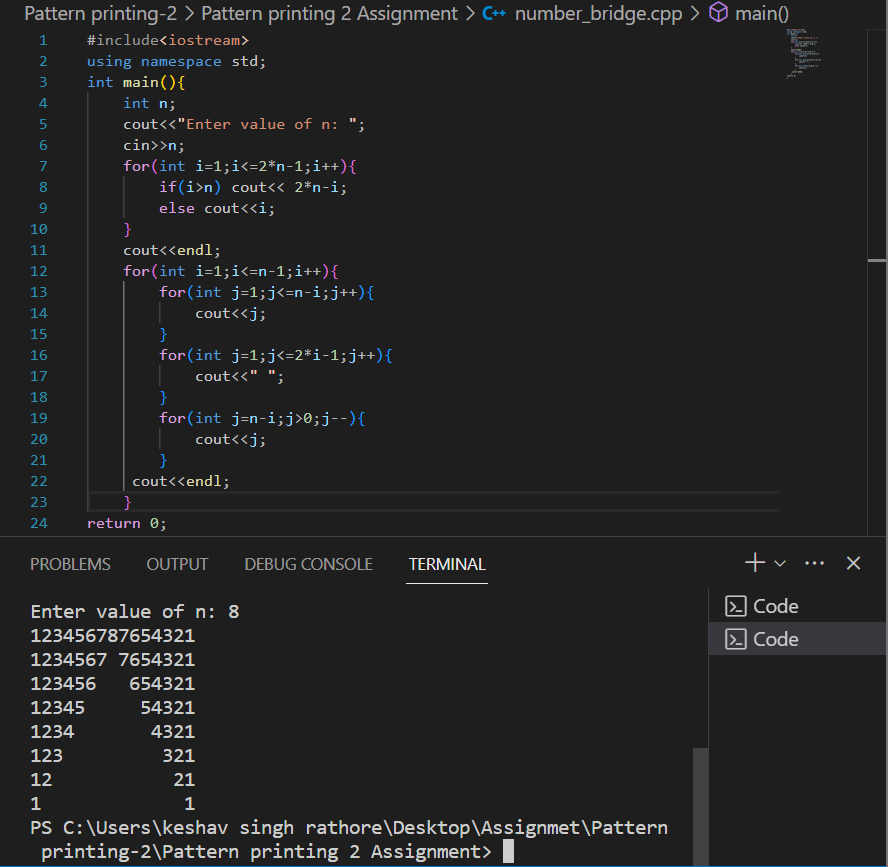 Pattern printing-2 > Pattern printing 2 Assignment > C++ number_bridge.cpp > main()
1 #include<iostream>
2 using namespace std;
3 int main(){
4     int n;
5     cout<<"Enter value of n: ";
6     cin>>n;
7     for(int i=1;i<=2*n-1;i++){
8         if(i>n) cout<< 2*n-i;
9         else cout<<i;
10     }
11     cout<<endl;
12     for(int i=1;i<=n-1;i++){
13         for(int j=1;j<=n-i;j++){
14             cout<<j;
15         }
16         for(int j=1;j<=2*i-1;j++){
17             cout<<" ";
18         }
19         for(int j=n-i;j>0;j--){
20             cout<<j;
21         }
22      cout<<endl;
23     }
24 return 0;
PROBLEMS OUTPUT DEBUG CONSOLE TERMINAL
Enter value of n: 8
123456787654321
1234567 7654321
123456   654321
12345     54321
1234       4321
123         321
12           21
1             1
PS C:\Users\keshav singh rathore\Desktop\Assignmet\Pattern
 printing-2\Pattern printing 2 Assignment>
Code
Code